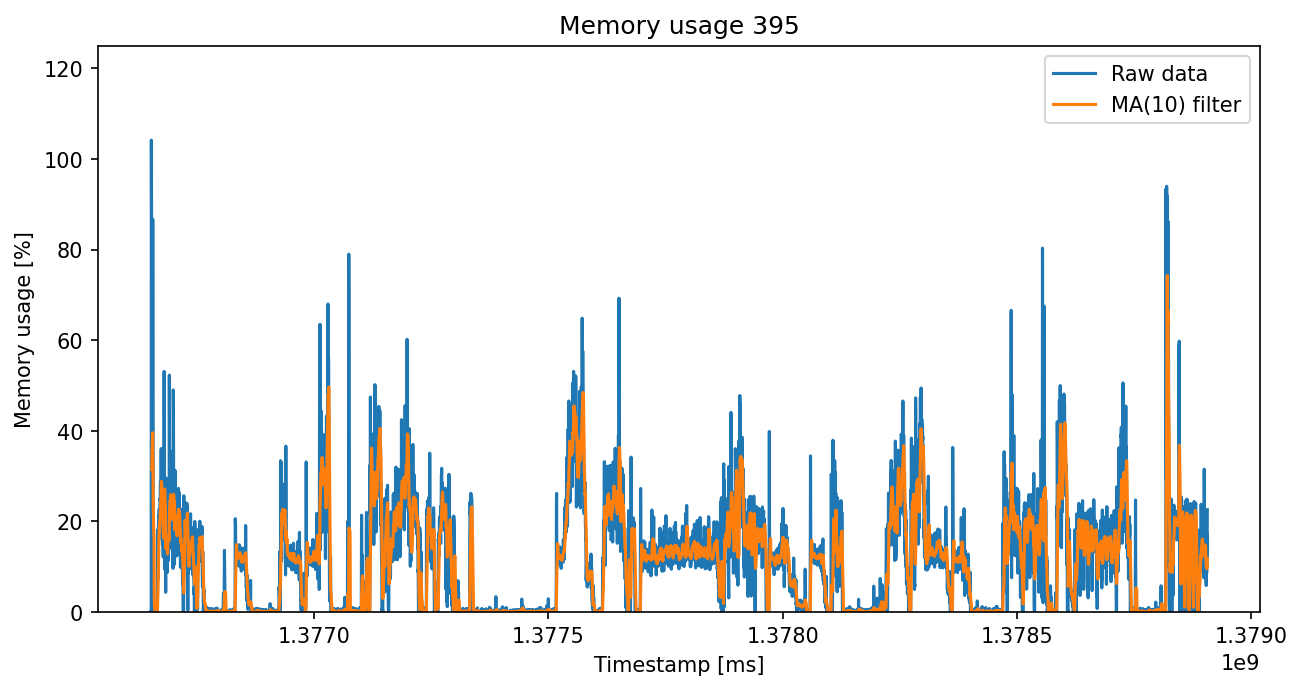 Memory usage 395
Raw data
MA(10) filter
Memory usage [%]
120
100
80
60
40
20
0
1.3770
1.3775
1.3780
1.3785
1.3790
1e9
Timestamp [ms]